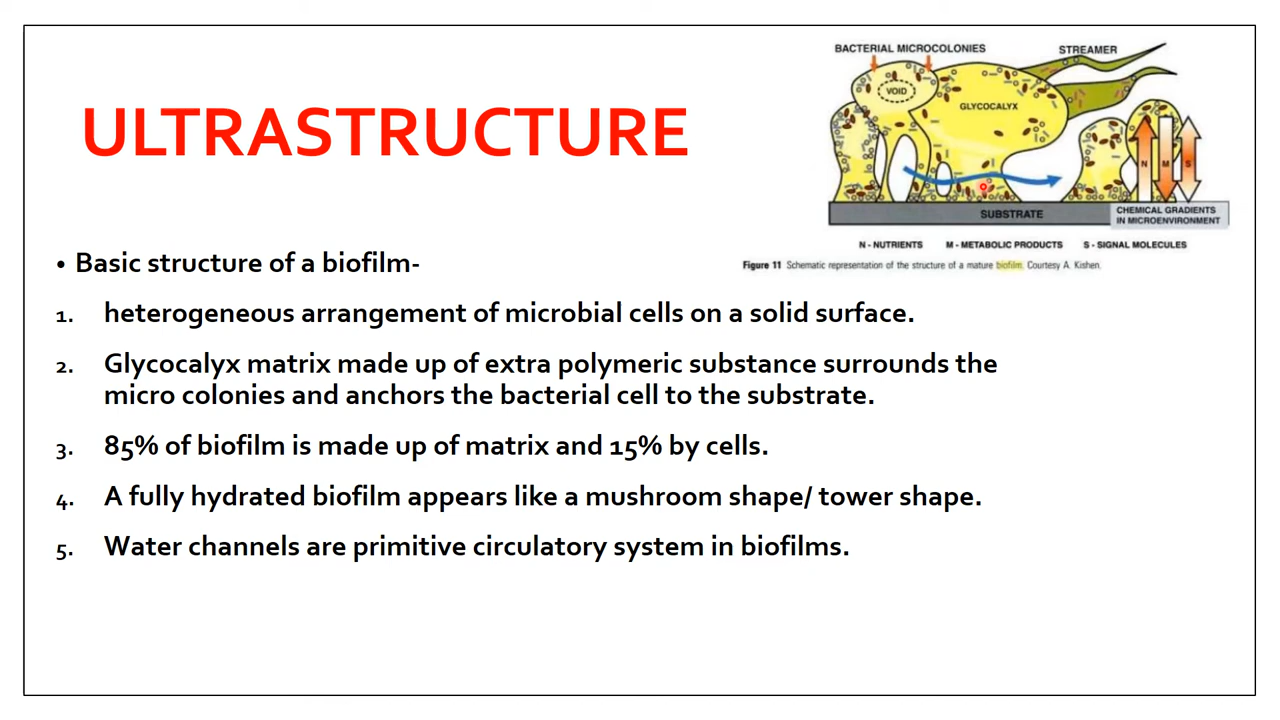 BACTERIAL MICROCOLONIES
STREAMER
VOID
GLYCOCALYX
N M S
SUBSTRATE
CHEMICAL GRADIENTS
IN MICROENVIRONMENT
N - NUTRIENTS M - METABOLIC PRODUCTS S - SIGNAL MOLECULES
Figure 11 Schematic representation of the structure of a mature biofilm. Courtesy A. Kishen.
ULTRASTRUCTURE
• Basic structure of a biofilm-
1. heterogeneous arrangement of microbial cells on a solid surface.
2. Glycocalyx matrix made up of extra polymeric substance surrounds the
micro colonies and anchors the bacterial cell to the substrate.
3. 85% of biofilm is made up of matrix and 15% by cells.
4. A fully hydrated biofilm appears like a mushroom shape/ tower shape.
5. Water channels are primitive circulatory system in biofilms.